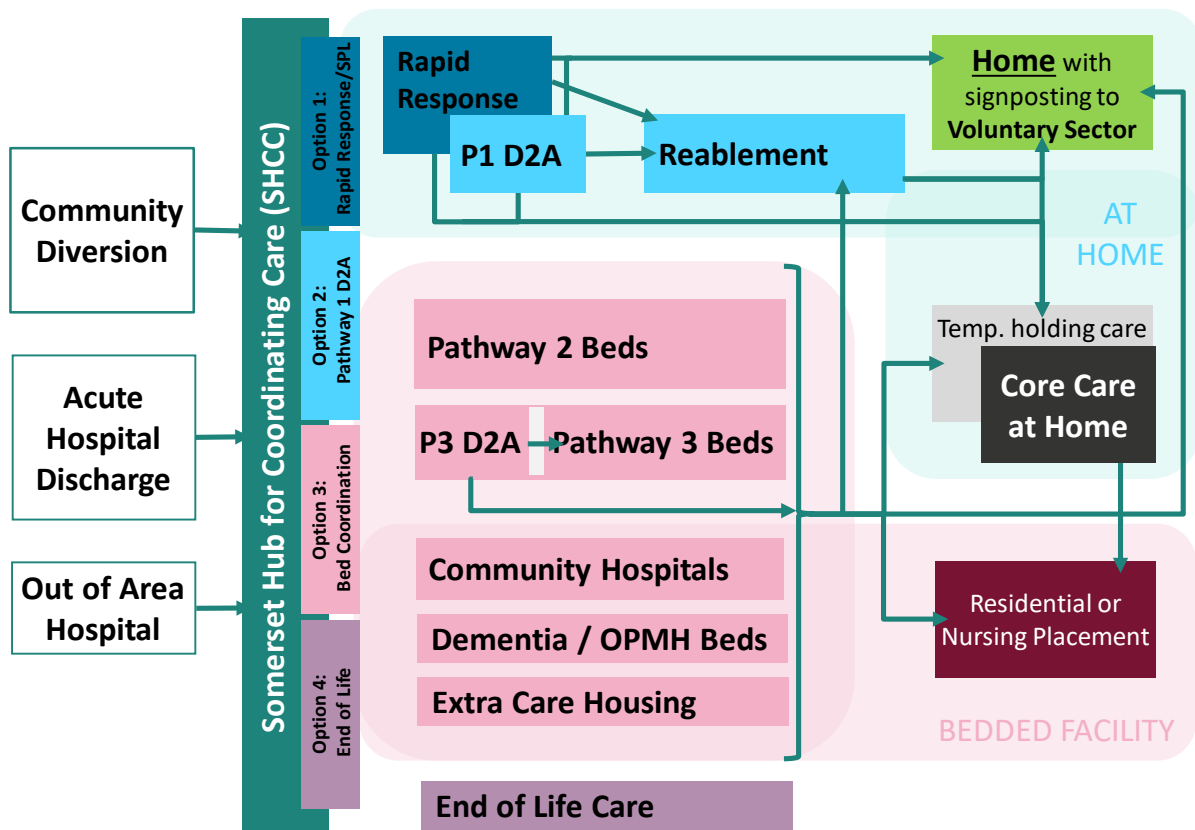 Community
Diversion
Acute
Hospital
Discharge
Out of Area
Hospital
Somerset Hub for Coordinating Care (SHCC)
Option 1:
Rapid Response/SPL
Option 2:
Pathway 1 D2A
Option 3:
Bed Coordination
Option 4:
End of Life
Rapid
Response
P1 D2A
Reablement
Home with
signposting to
Voluntary Sector
AT
HOME
Temp. holding care
Core Care
at Home
Pathway 2 Beds
P3 D2A
Pathway 3 Beds
Community Hospitals
Dementia / OPMH Beds
Extra Care Housing
Residential or
Nursing Placement
BEDDED FACILITY
End of Life Care